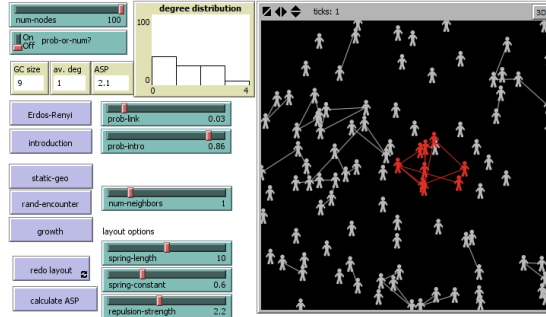 num-nodes 100
On
Off prob-or-num?
GC size
9
av. deg
1
ASP
2.1
degree distribution
100
0
0 4
Erdos-Renyi
introduction
static-geo
rand-encounter
growth
redo layout
calculate ASP
prob-link 0.03
prob-intro 0.86
num-neighbors 1
layout options
spring-length 10
spring-constant 0.6
repulsion-strength 2.2
ticks: 1
3D